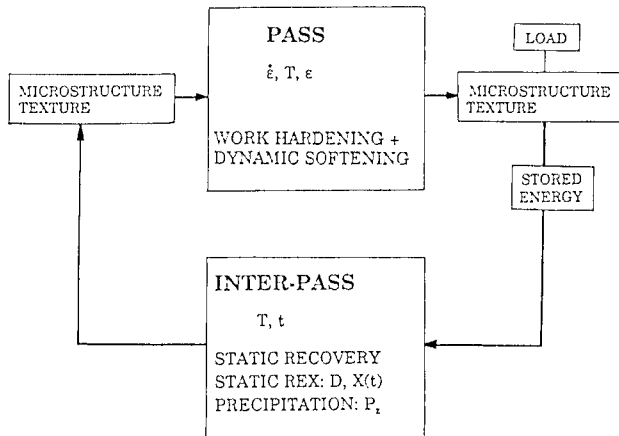 PASS
ε̇, T, ε
WORK HARDENING +
DYNAMIC SOFTENING
MICROSTRUCTURE
TEXTURE
LOAD
MICROSTRUCTURE
TEXTURE
STORED
ENERGY
INTER-PASS
T, t
STATIC RECOVERY
STATIC REX: D, X(t)
PRECIPITATION: P_z